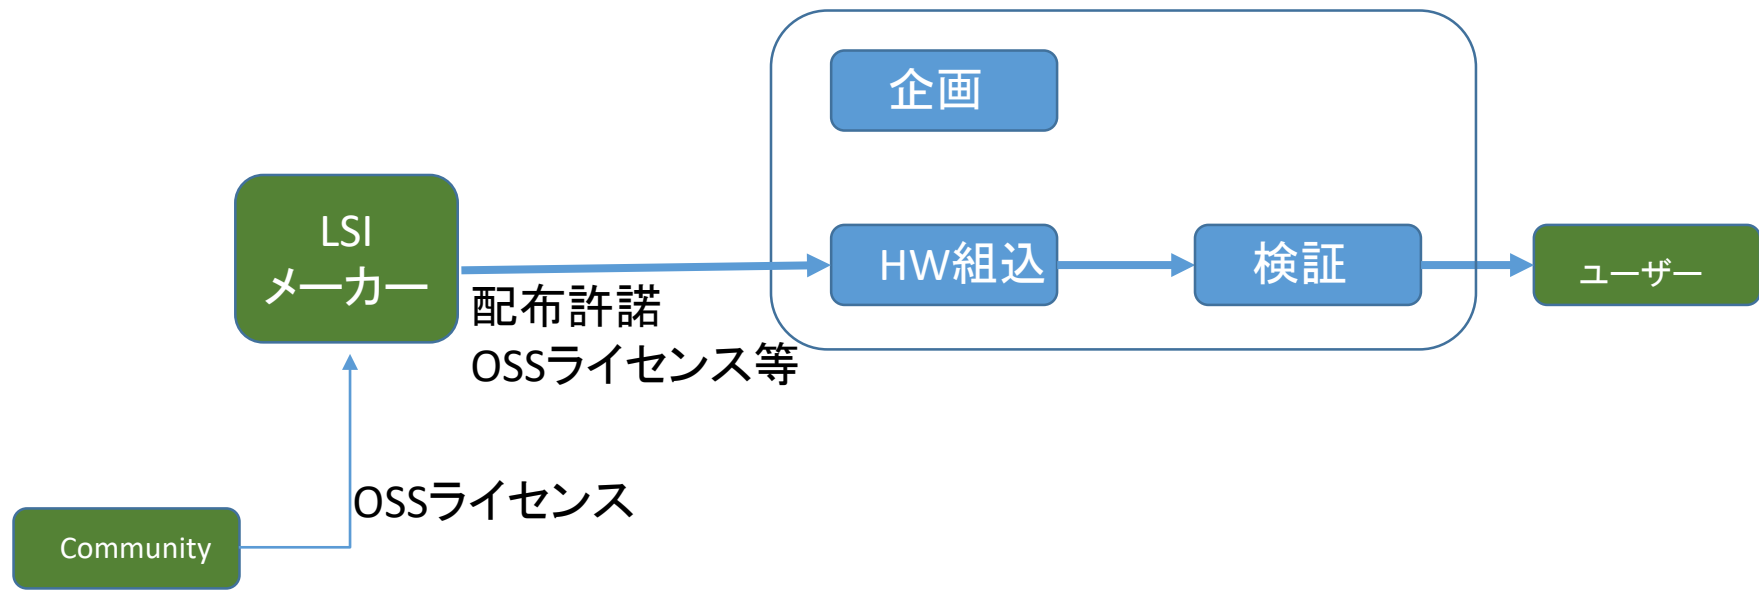 企画
LSI
メーカー
HW組込
検証
ユーザー
配布許諾
OSSライセンス等
OSSライセンス
Community